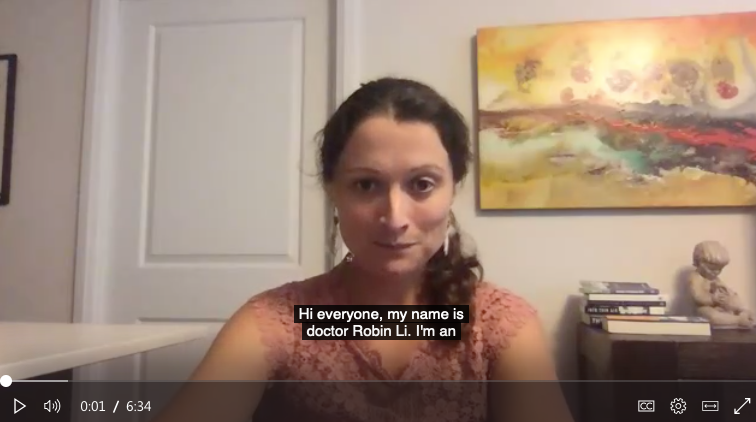 Hi everyone, my name is
doctor Robin Li. I'm an
0:01 / 6:34
CC